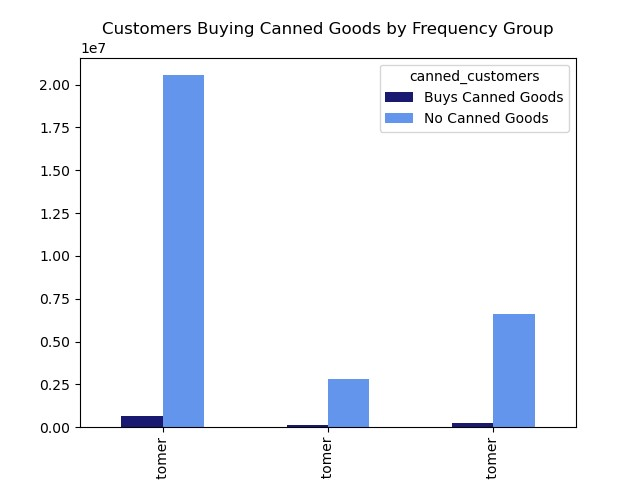 Customers Buying Canned Goods by Frequency Group
1e7
2.00
1.75
1.50
1.25
1.00
0.75
0.50
0.25
0.00
canned_customers
Buys Canned Goods
No Canned Goods
tomer
tomer
tomer